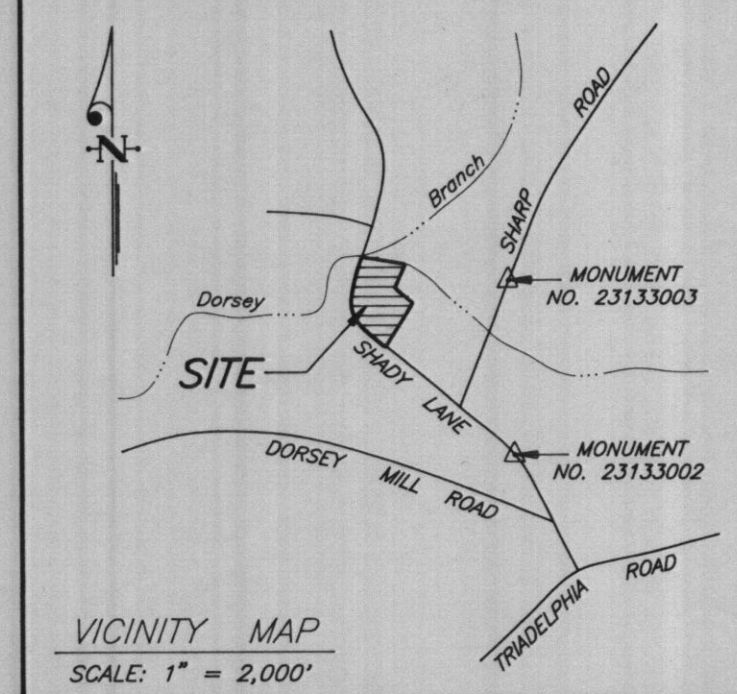 N
Branch
SHARP ROAD
MONUMENT
NO. 23133003
Dorsey
SITE
SHADY LANE
MONUMENT
NO. 23133002
DORSEY MILL ROAD
TRIADELPHIA ROAD
VICINITY MAP
SCALE: 1" = 2,000'